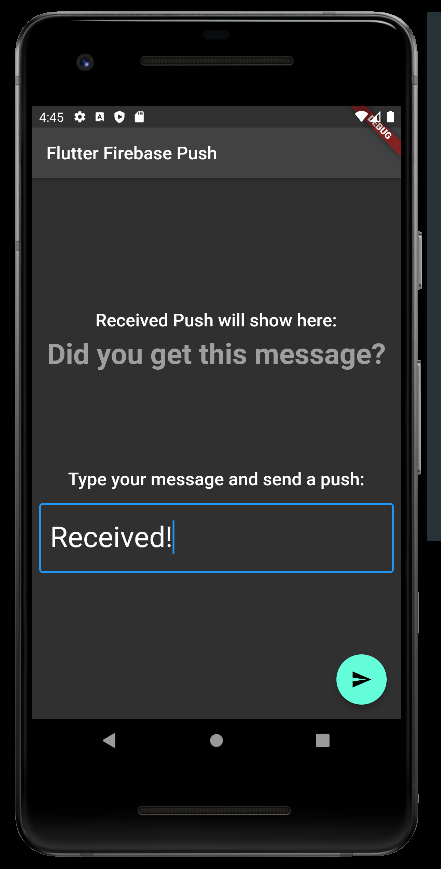 4:45
DEBUG
Flutter Firebase Push
Received Push will show here:
Did you get this message?
Type your message and send a push:
Received!